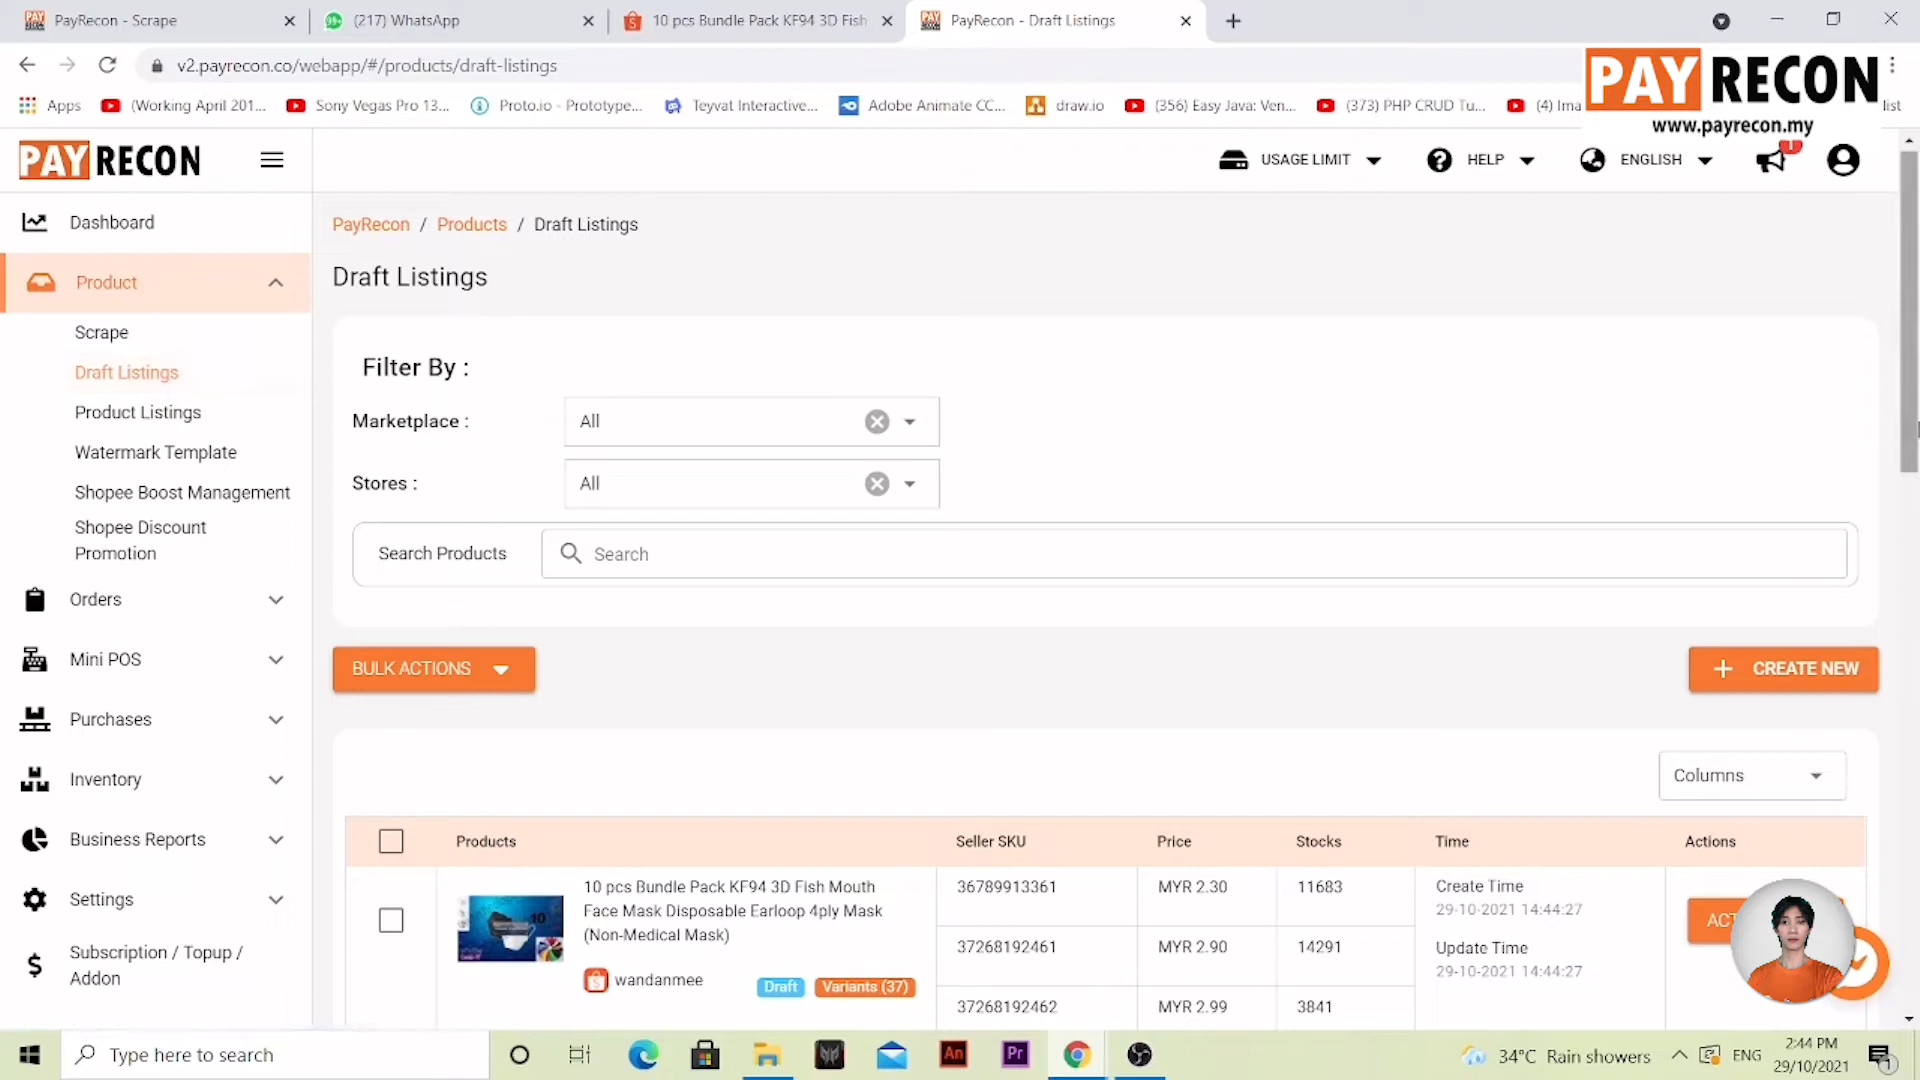 PayRecon - Scrape
(217) WhatsApp
10 pcs Bundle Pack KF94 3D Fish
PayRecon - Draft Listings
v2.payrecon.co/webapp/#/products/draft-listings
PAYRECON
www.payrecon.my
Apps
(Working April 201...
Sony Vegas Pro 13...
Proto.io - Prototype...
Teyvat Interactive...
Adobe Animate CC...
draw.io
(356) Easy Java: Ven...
(373) PHP CRUD Tu...
(4) Ima
list
PAYRECON
USAGE LIMIT
HELP
ENGLISH
Dashboard
Product
Scrape
Draft Listings
Product Listings
Watermark Template
Shopee Boost Management
Shopee Discount
Promotion
Orders
Mini POS
Purchases
Inventory
Business Reports
Settings
Subscription / Topup /
Addon
PayRecon / Products / Draft Listings
Draft Listings
Filter By :
Marketplace :
All
Stores :
All
Search Products
Search
BULK ACTIONS
CREATE NEW
Columns
Products
Seller SKU
Price
Stocks
Time
Actions
10 pcs Bundle Pack KF94 3D Fish Mouth
Face Mask Disposable Earloop 4ply Mask
(Non-Medical Mask)
wandanmee
Draft
Variants (37)
36789913361
MYR 2.30
11683
37268192461
MYR 2.90
14291
37268192462
MYR 2.99
3841
Create Time
29-10-2021 14:44:27
Update Time
29-10-2021 14:44:27
ACT
Type here to search
An
Pr
34°C Rain showers
ENG
2:44 PM
29/10/2021
1